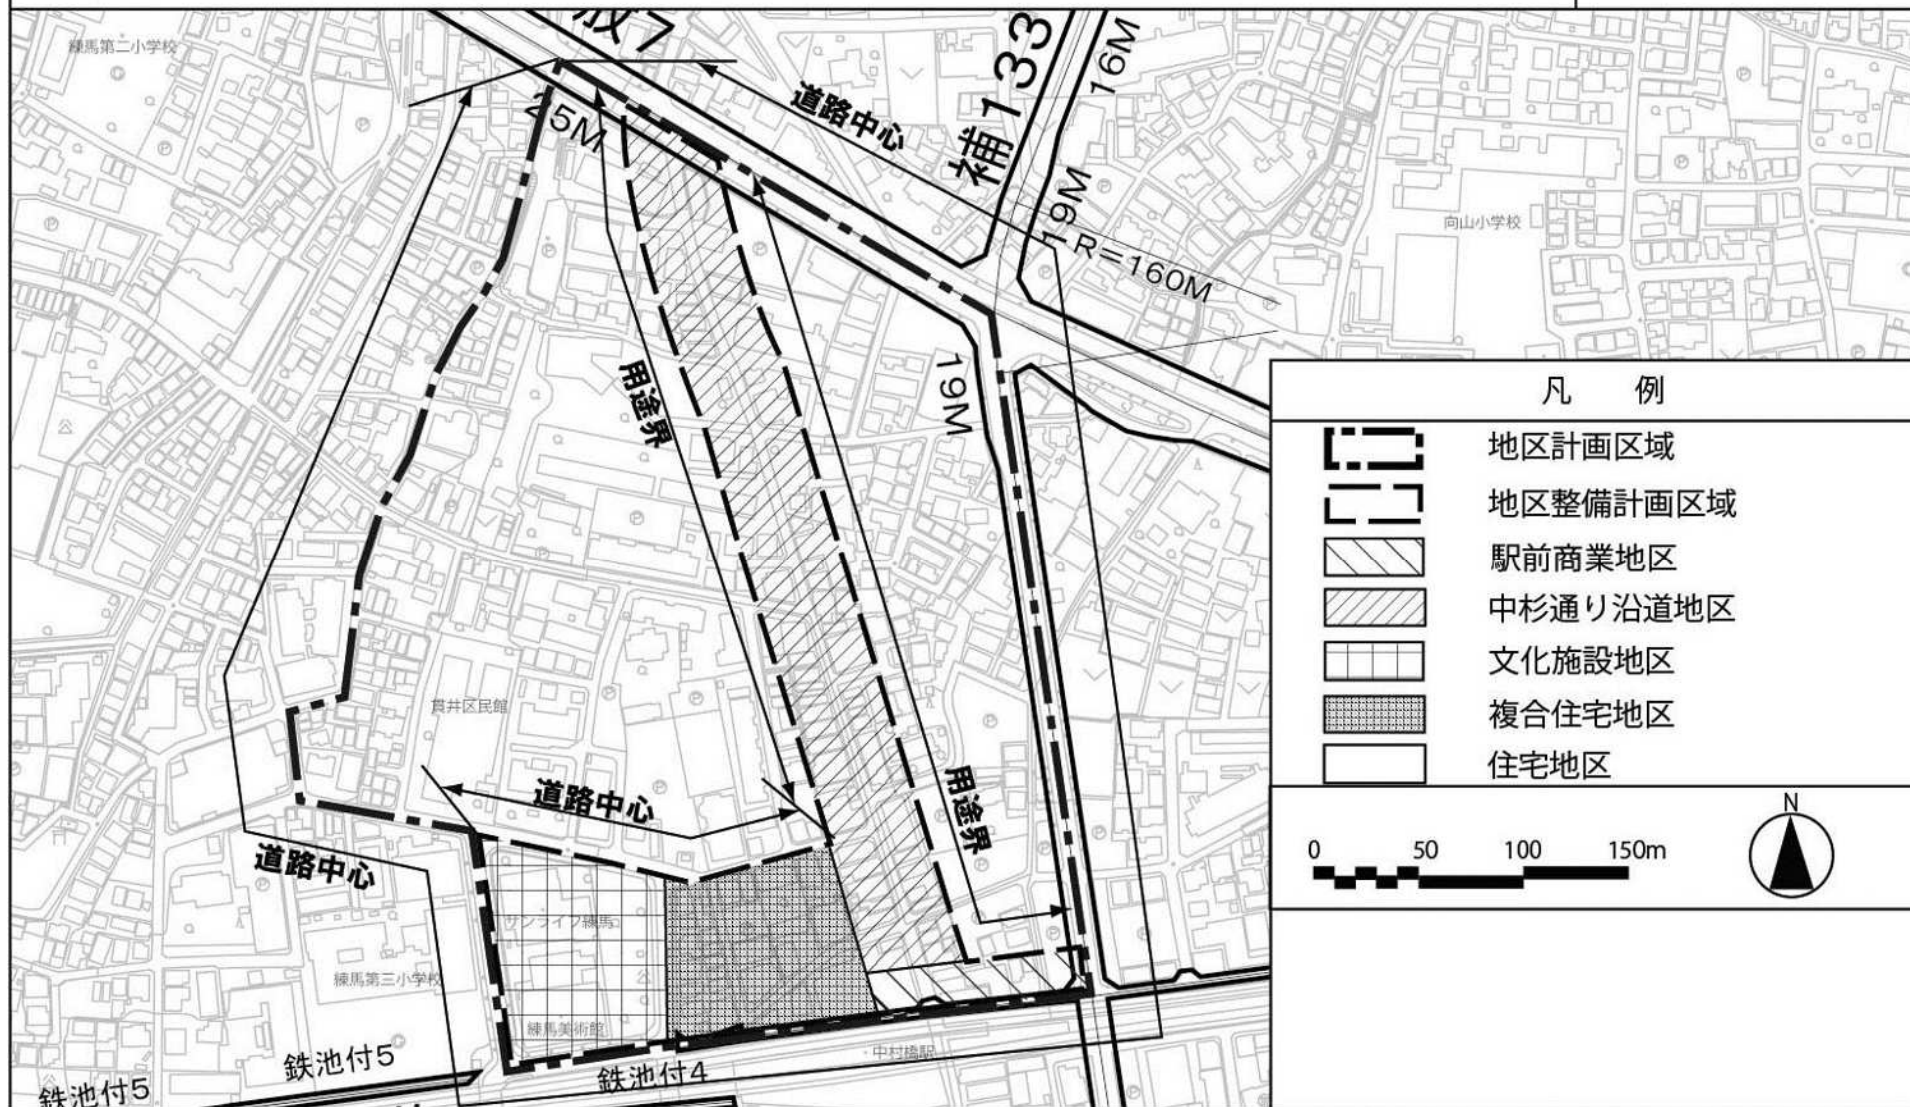 放7
補133
16M
練馬第二小学校
道路中心
25M
19M
R=160M
向山小学校
用途界
19M
凡 例
地区計画区域
地区整備計画区域
駅前商業地区
中杉通り沿道地区
文化施設地区
複合住宅地区
住宅地区
貫井区民館
道路中心
用途界
道路中心
0 50 100 150m
N
サンライフ練馬
練馬第三小学校
練馬美術館
中村橋駅
鉄池付5
鉄池付4
鉄池付5